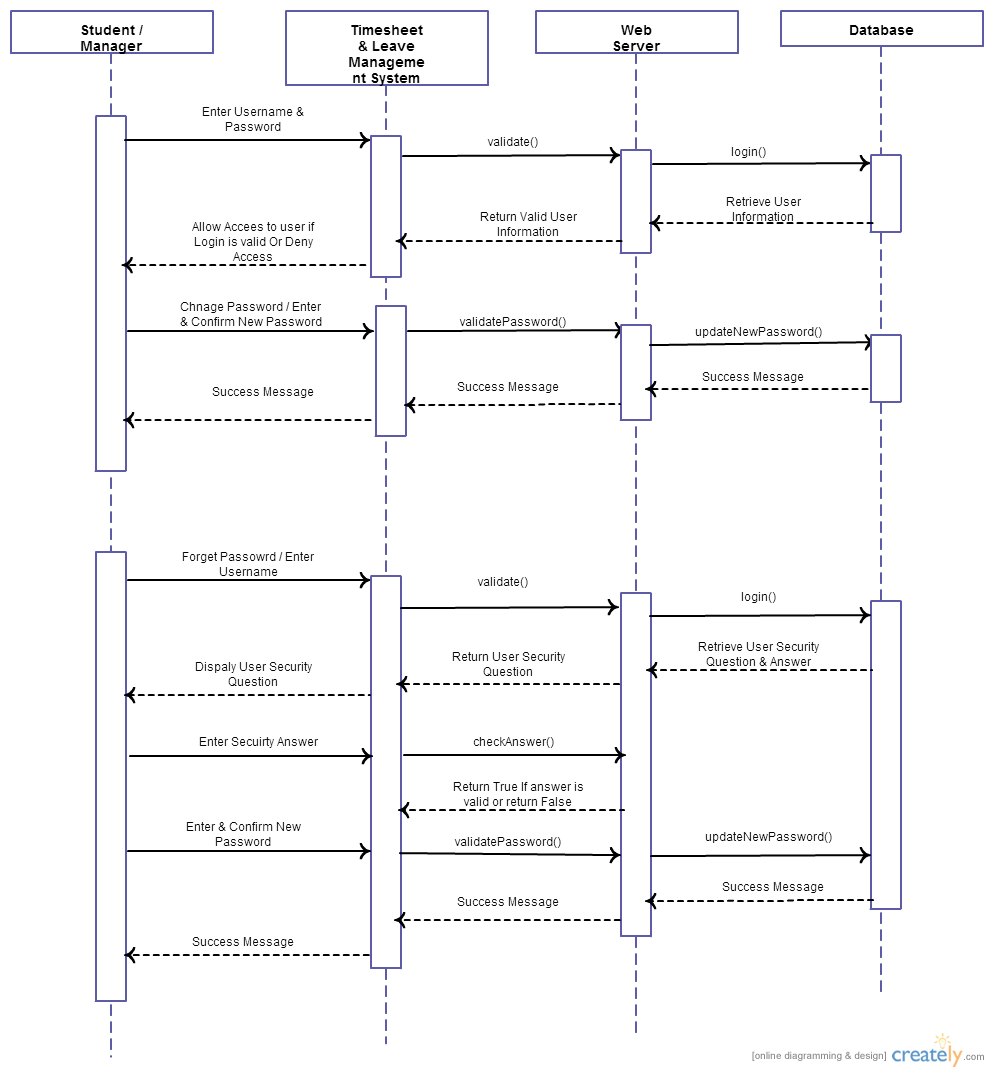 Student /
Manager
Timesheet
& Leave
Manageme
nt System
Web
Server
Database
Enter Username &
Password
validate()
login()
Retrieve User
Information
Return Valid User
Information
Allow Accees to user if
Login is valid Or Deny
Access
Chnage Password / Enter
& Confirm New Password
validatePassword()
updateNewPassword()
Success Message
Success Message
Success Message
Forget Passowrd / Enter
Username
validate()
login()
Retrieve User Security
Question & Answer
Return User Security
Question
Dispaly User Security
Question
Enter Secuirty Answer
checkAnswer()
Return True If answer is
valid or return False
Enter & Confirm New
Password
validatePassword()
updateNewPassword()
Success Message
Success Message
Success Message
[online diagramming & design] creately.com